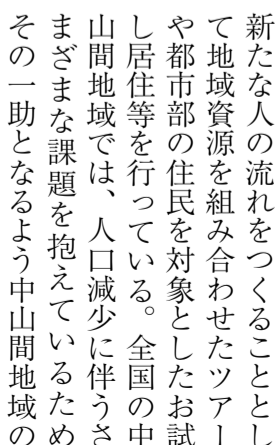 新たな人の流れをつくることとし
て地域資源を組み合わせたツアー
や都市部の住民を対象としたお試
し居住等を行っている。全国の中
山間地域では、人口減少に伴うさ
まざまな課題を抱えているため
その一助となるよう中山間地域の